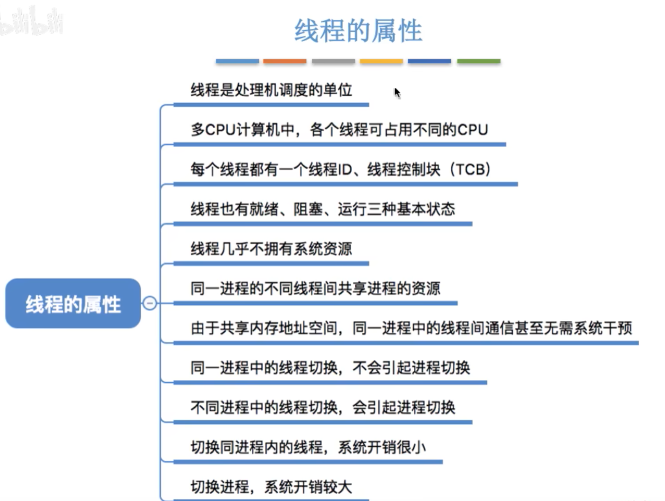 线程的属性
线程是处理机调度的单位
多CPU计算机中，各个线程可占用不同的CPU
每个线程都有一个线程ID、线程控制块（TCB）
线程也有就绪、阻塞、运行三种基本状态
线程几乎不拥有系统资源
线程的属性
同一进程的不同线程间共享进程的资源
由于共享内存地址空间，同一进程中的线程间通信甚至无需系统干预
同一进程中的线程切换，不会引起进程切换
不同进程中的线程切换，会引起进程切换
切换同进程内的线程，系统开销很小
切换进程，系统开销较大